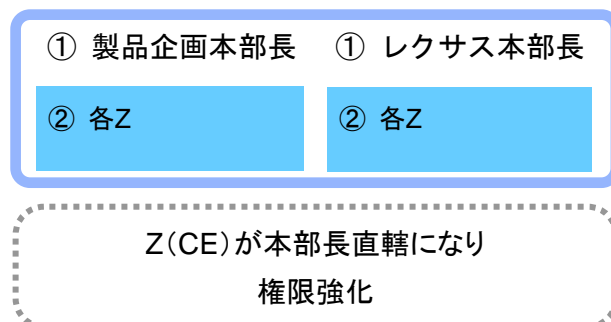 ① 製品企画本部長 ① レクサス本部長
② 各Z ② 各Z
Z(CE)が本部長直轄になり
権限強化